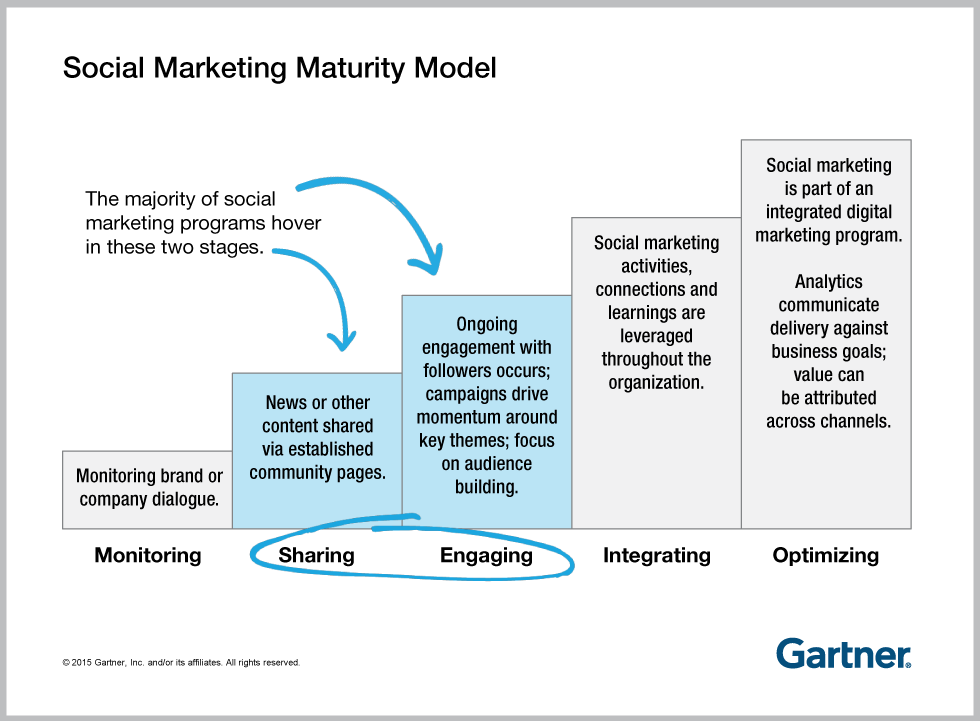 Social Marketing Maturity Model
The majority of social
marketing programs hover
in these two stages.
Monitoring brand or
company dialogue.
News or other
content shared
via established
community pages.
Ongoing
engagement with
followers occurs;
campaigns drive
momentum around
key themes; focus
on audience
building.
Social marketing
activities,
connections and
learnings are
leveraged
throughout the
organization.
Social marketing
is part of an
integrated digital
marketing program.
Analytics
communicate
delivery against
business goals;
value can
be attributed
across channels.
Monitoring
Sharing
Engaging
Integrating
Optimizing
© 2015 Gartner, Inc. and/or its affiliates. All rights reserved.
Gartner®